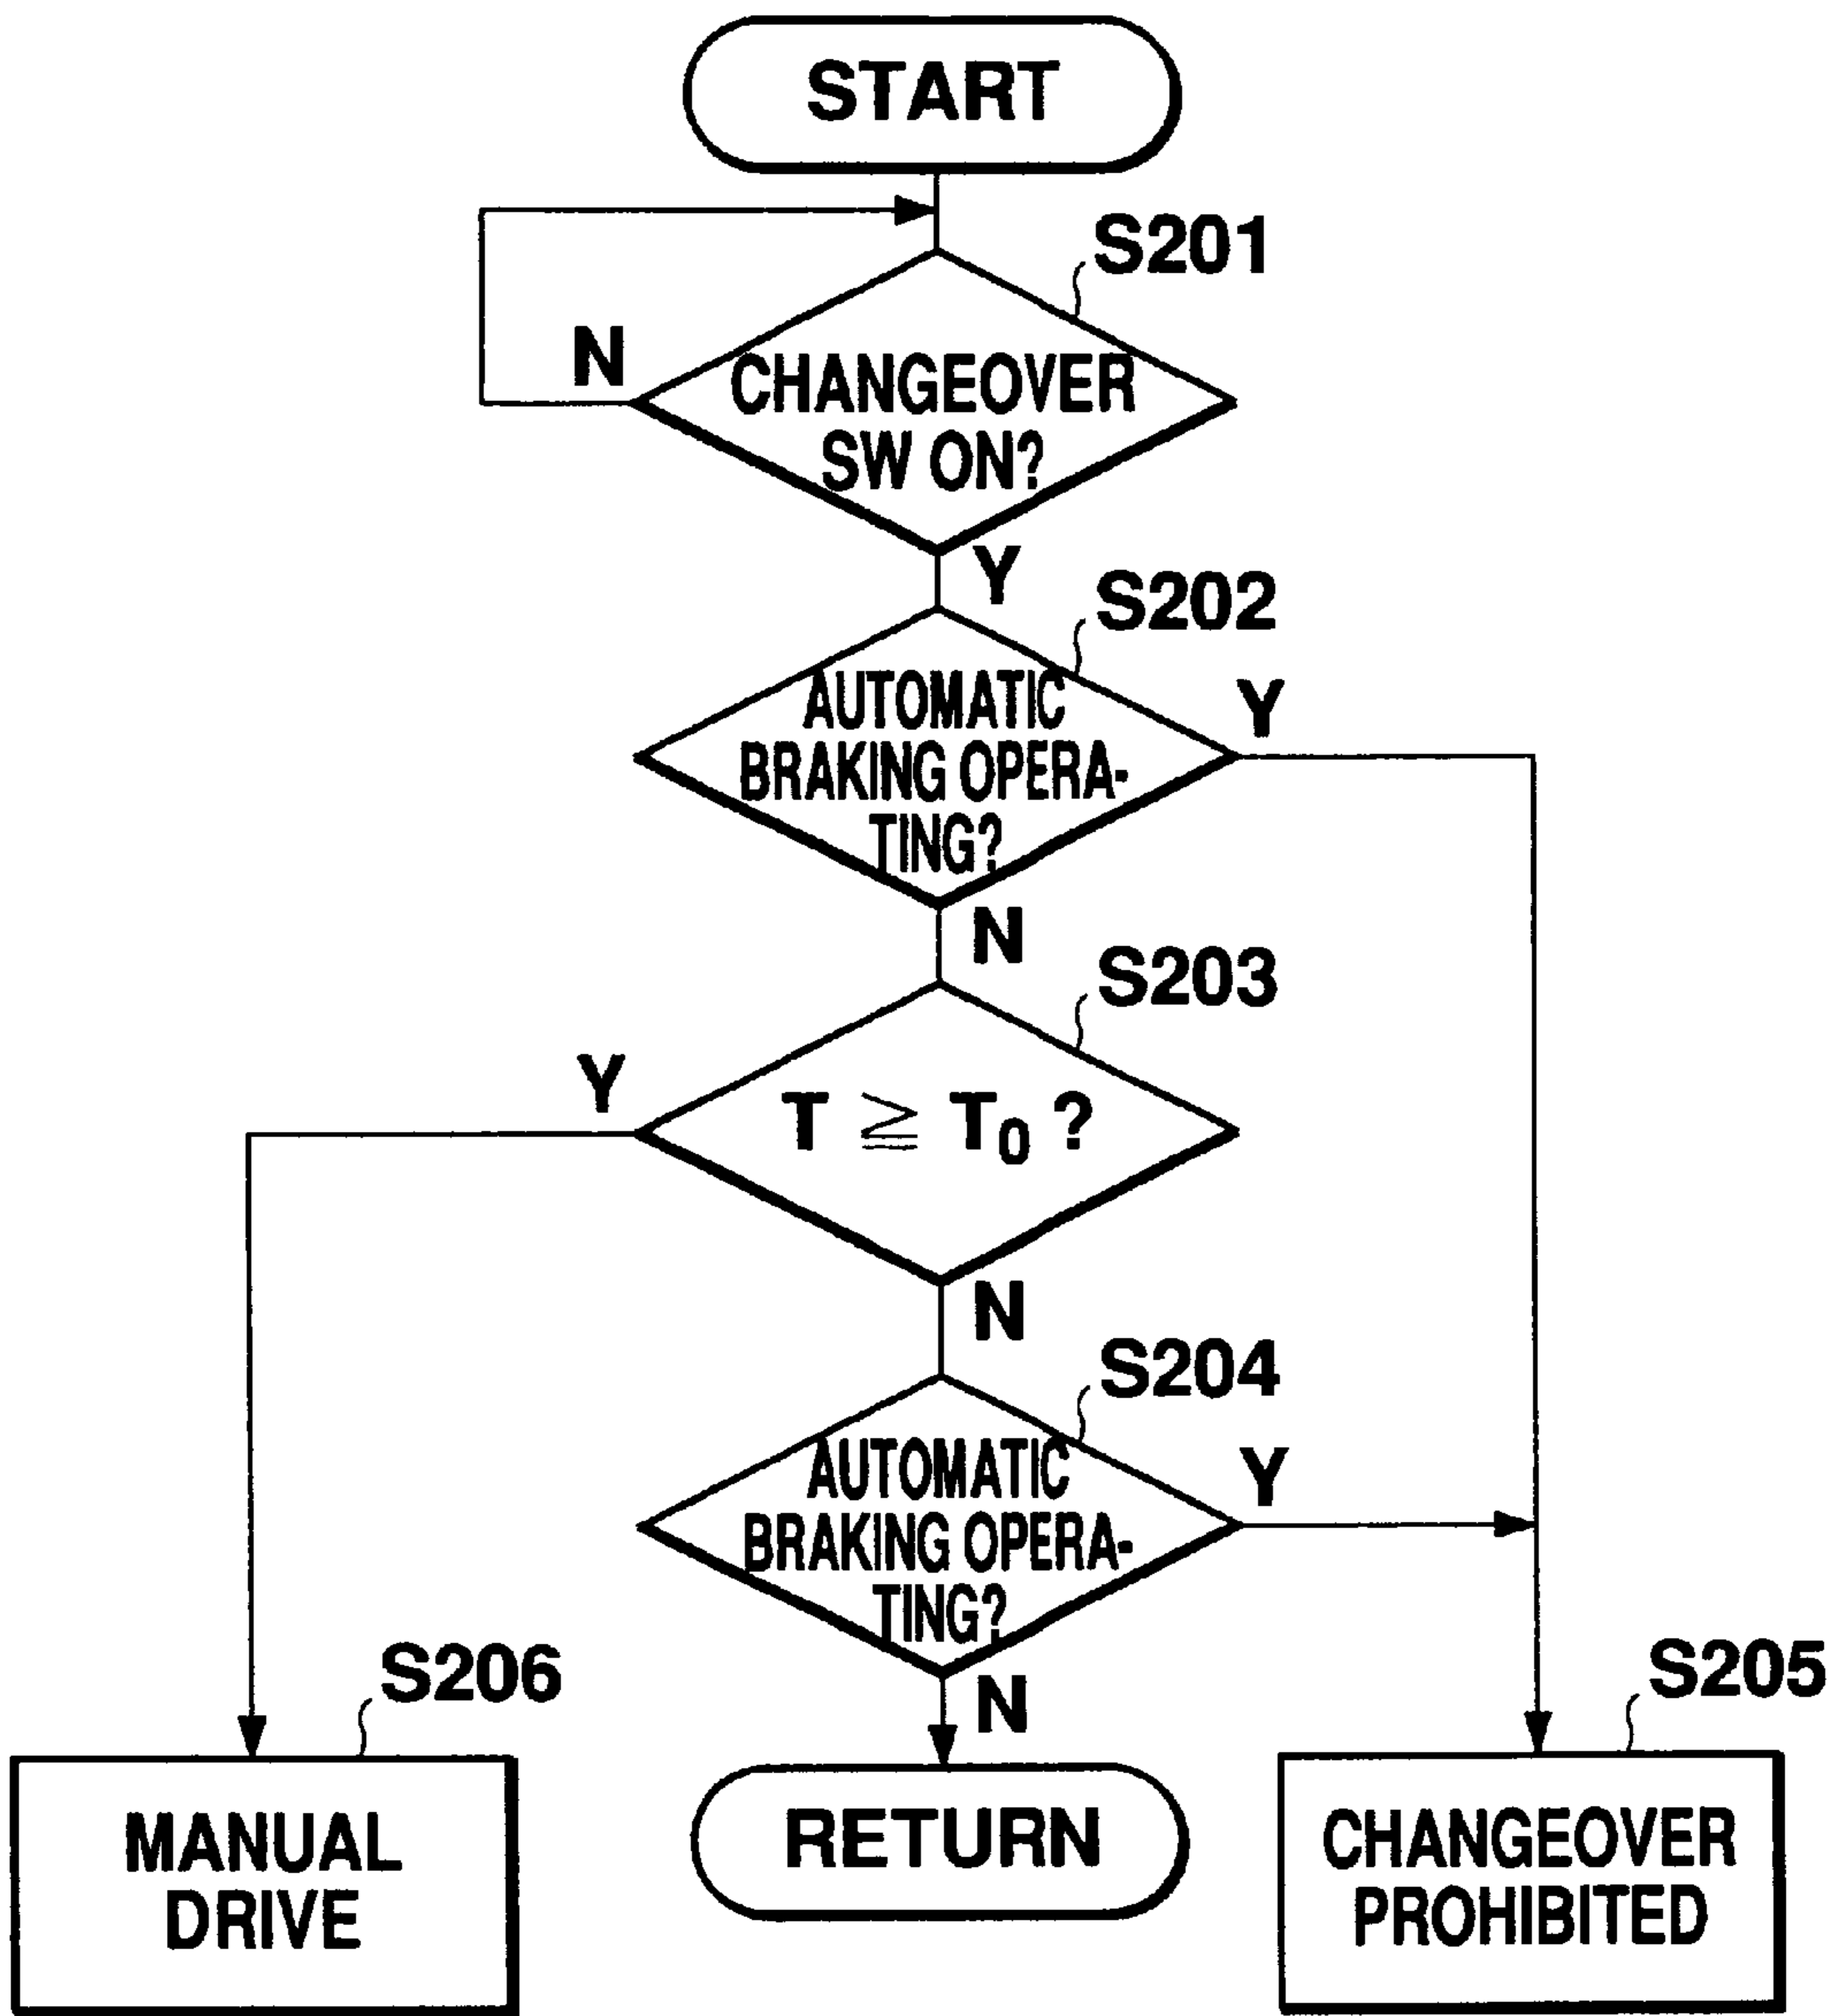 START
S201
N
CHANGEOVER
SW ON?
Y
S202
AUTOMATIC
BRAKING OPERA-
TING?
Y
N
S203
Y
T ≧ T₀ ?
N
S204
AUTOMATIC
BRAKING OPERA-
TING?
Y
N
S206
S205
MANUAL
DRIVE
RETURN
CHANGEOVER
PROHIBITED